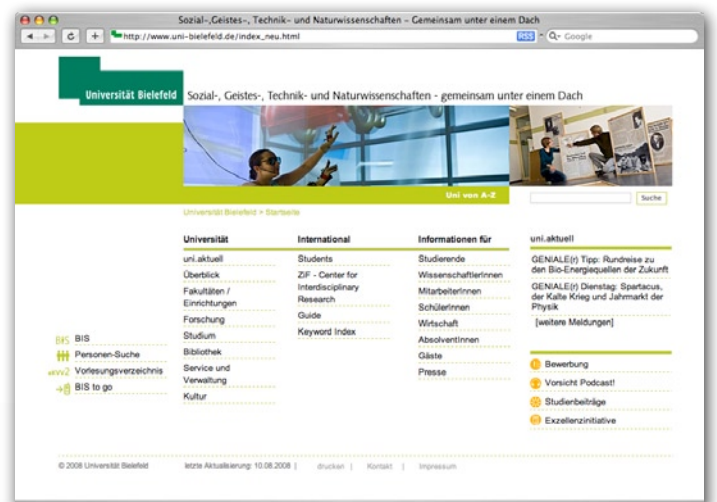 Sozial-,Geistes-, Technik- und Naturwissenschaften – Gemeinsam unter einem Dach
http://www.uni-bielefeld.de/index_neu.html
RSS
Google
Universität Bielefeld
Sozial-, Geistes-, Technik- und Naturwissenschaften - gemeinsam unter einem Dach
Uni von A-Z
Suche
Universität Bielefeld > Startseite
BIS
Personen-Suche
Vorlesungsverzeichnis
BIS to go
Universität
uni.aktuell
Überblick
Fakultäten /
Einrichtungen
Forschung
Studium
Bibliothek
Service und
Verwaltung
Kultur
International
Students
ZiF - Center for
Interdisciplinary
Research
Guide
Keyword Index
Informationen für
Studierende
WissenschaftlerInnen
MitarbeiterInnen
SchülerInnen
Wirtschaft
AbsolventInnen
Gäste
Presse
uni.aktuell
GENIALE(r) Tipp: Rundreise zu
den Bio-Energiequellen der Zukunft
GENIALE(r) Dienstag: Spartacus,
der Kalte Krieg und Jahrmarkt der
Physik
[weitere Meldungen]
Bewerbung
Vorsicht Podcast!
Studienbeiträge
Exzellenzinitiative
© 2008 Universität Bielefeld
letzte Aktualisierung: 10.08.2008 | drucken | Kontakt | Impressum